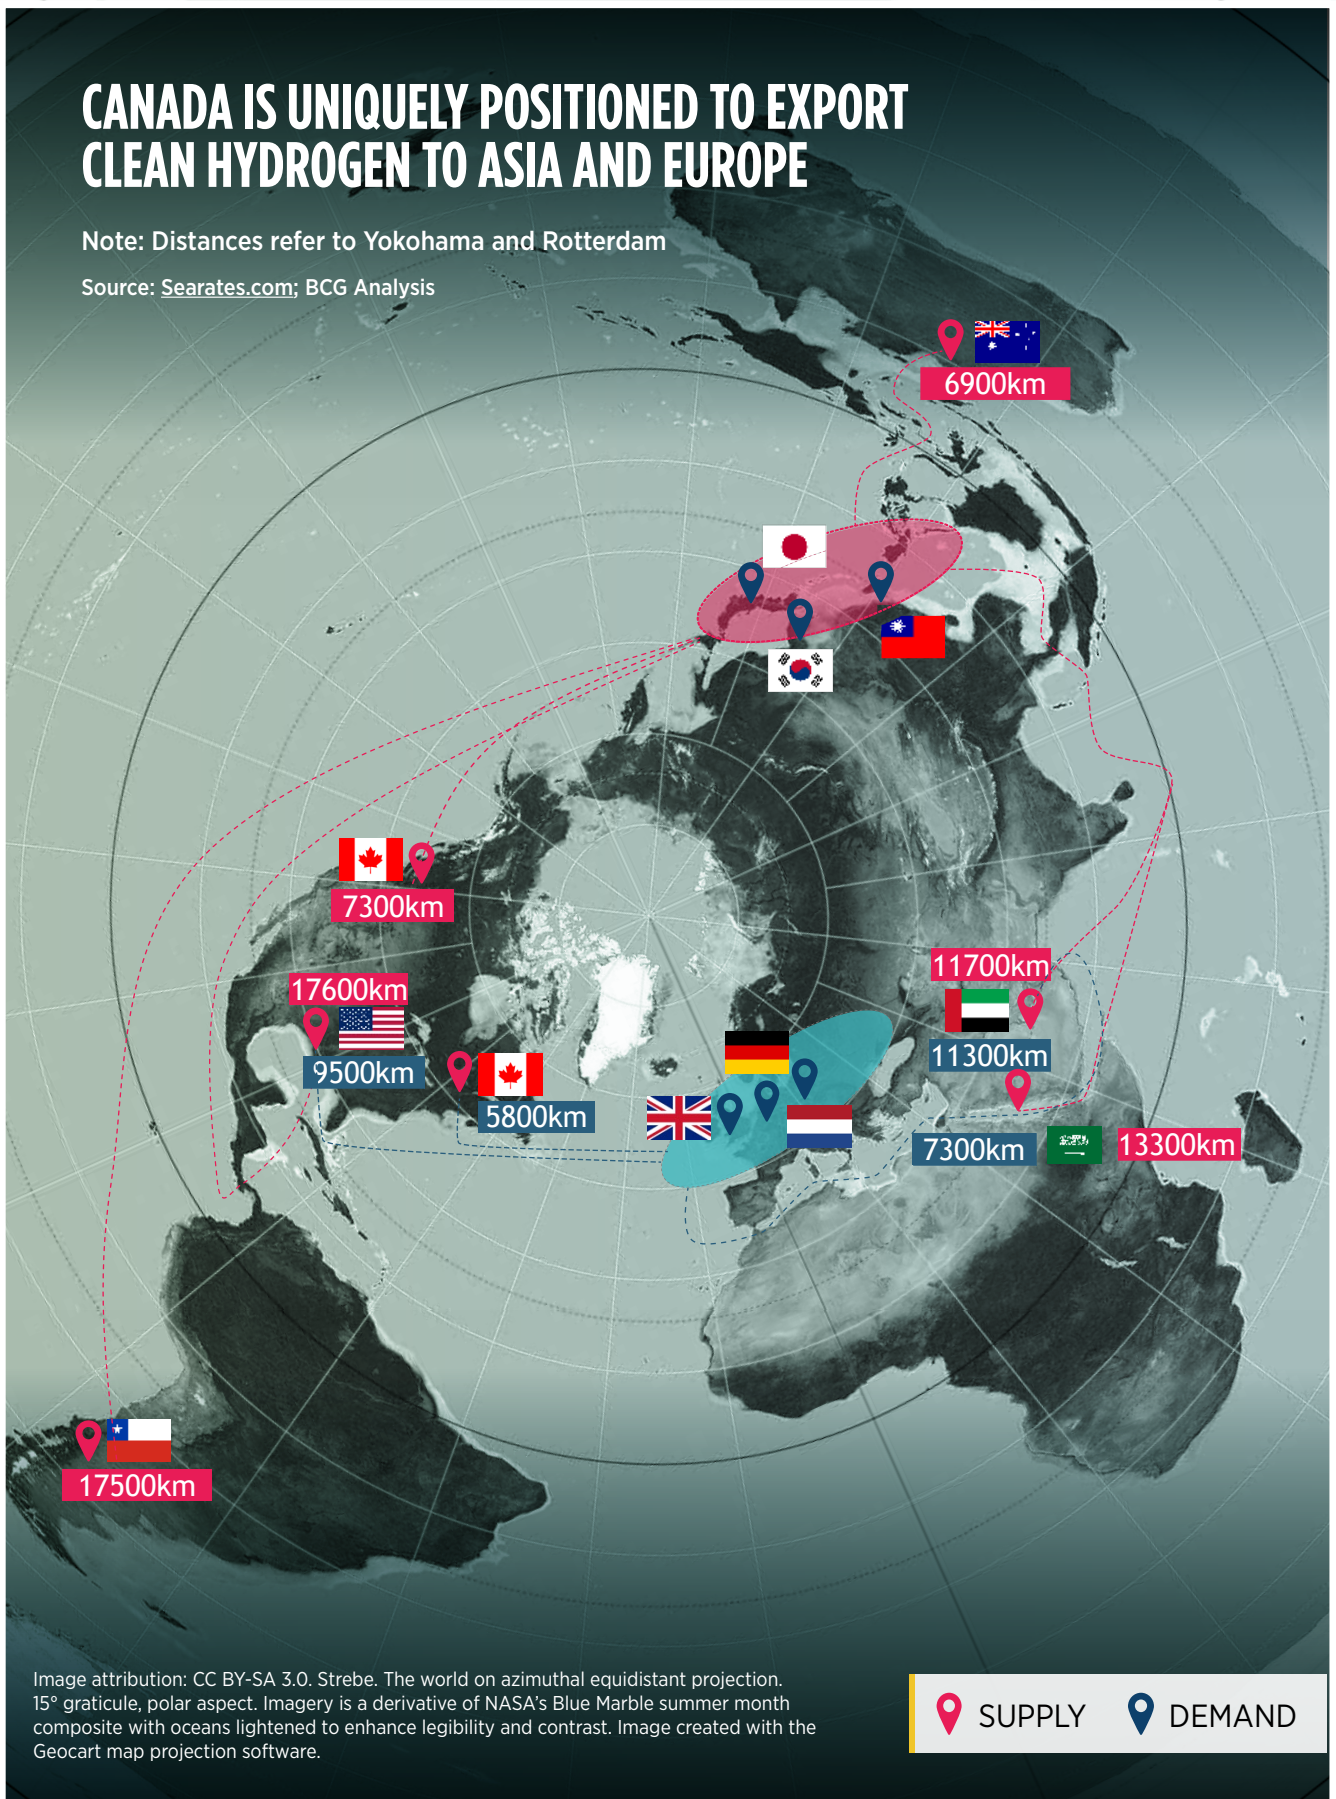 CANADA IS UNIQUELY POSITIONED TO EXPORT
CLEAN HYDROGEN TO ASIA AND EUROPE
Note: Distances refer to Yokohama and Rotterdam
Source: Searates.com; BCG Analysis
6900km
7300km
17600km
9500km
5800km
11700km
11300km
7300km
13300km
17500km
Image attribution: CC BY-SA 3.0. Strebe. The world on azimuthal equidistant projection.
15° graticule, polar aspect. Imagery is a derivative of NASA's Blue Marble summer month
composite with oceans lightened to enhance legibility and contrast. Image created with the
Geocart map projection software.
SUPPLY
DEMAND